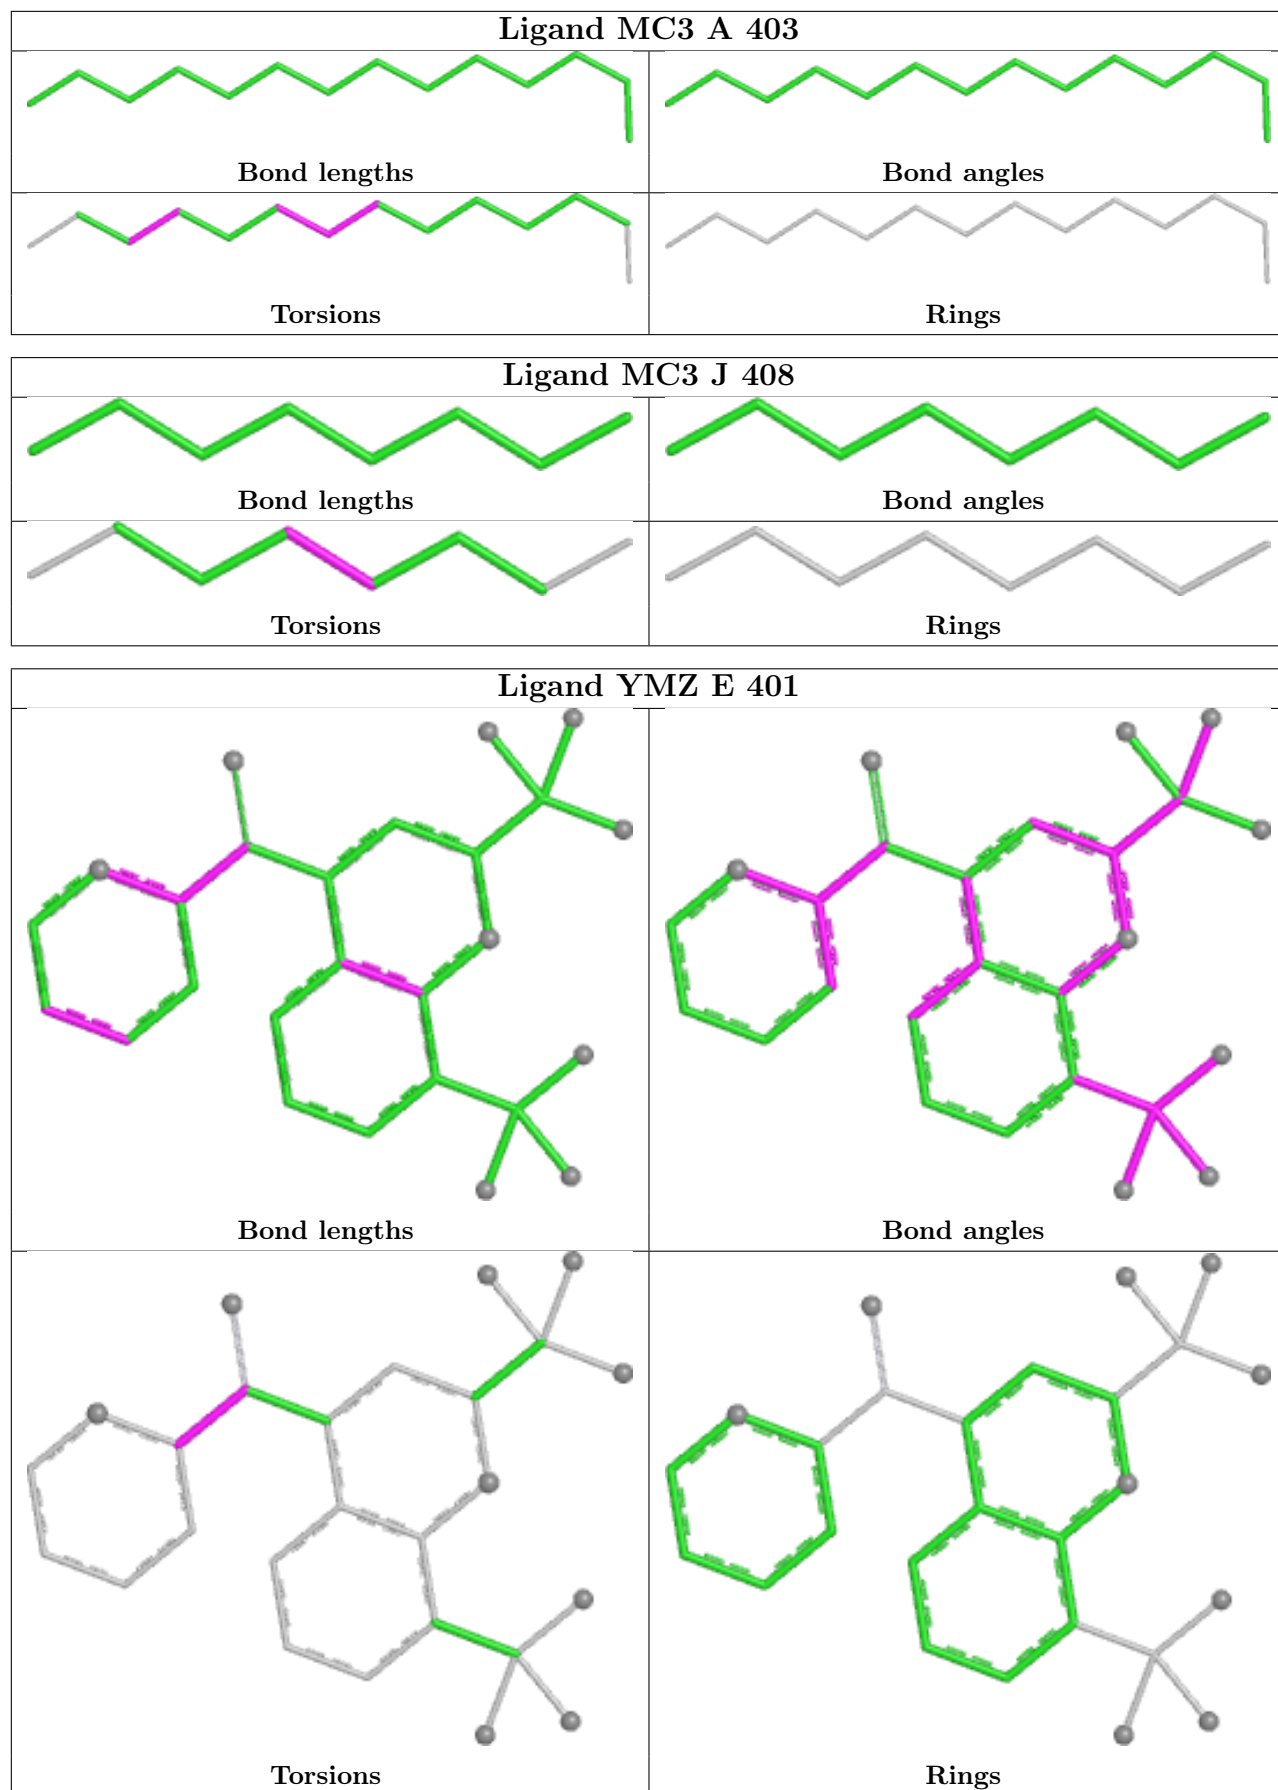 Ligand MC3 A 403
Bond lengths
Bond angles
Torsions
Rings
Ligand MC3 J 408
Bond lengths
Bond angles
Torsions
Rings
Ligand YMZ E 401
Bond lengths
Bond angles
Torsions
Rings